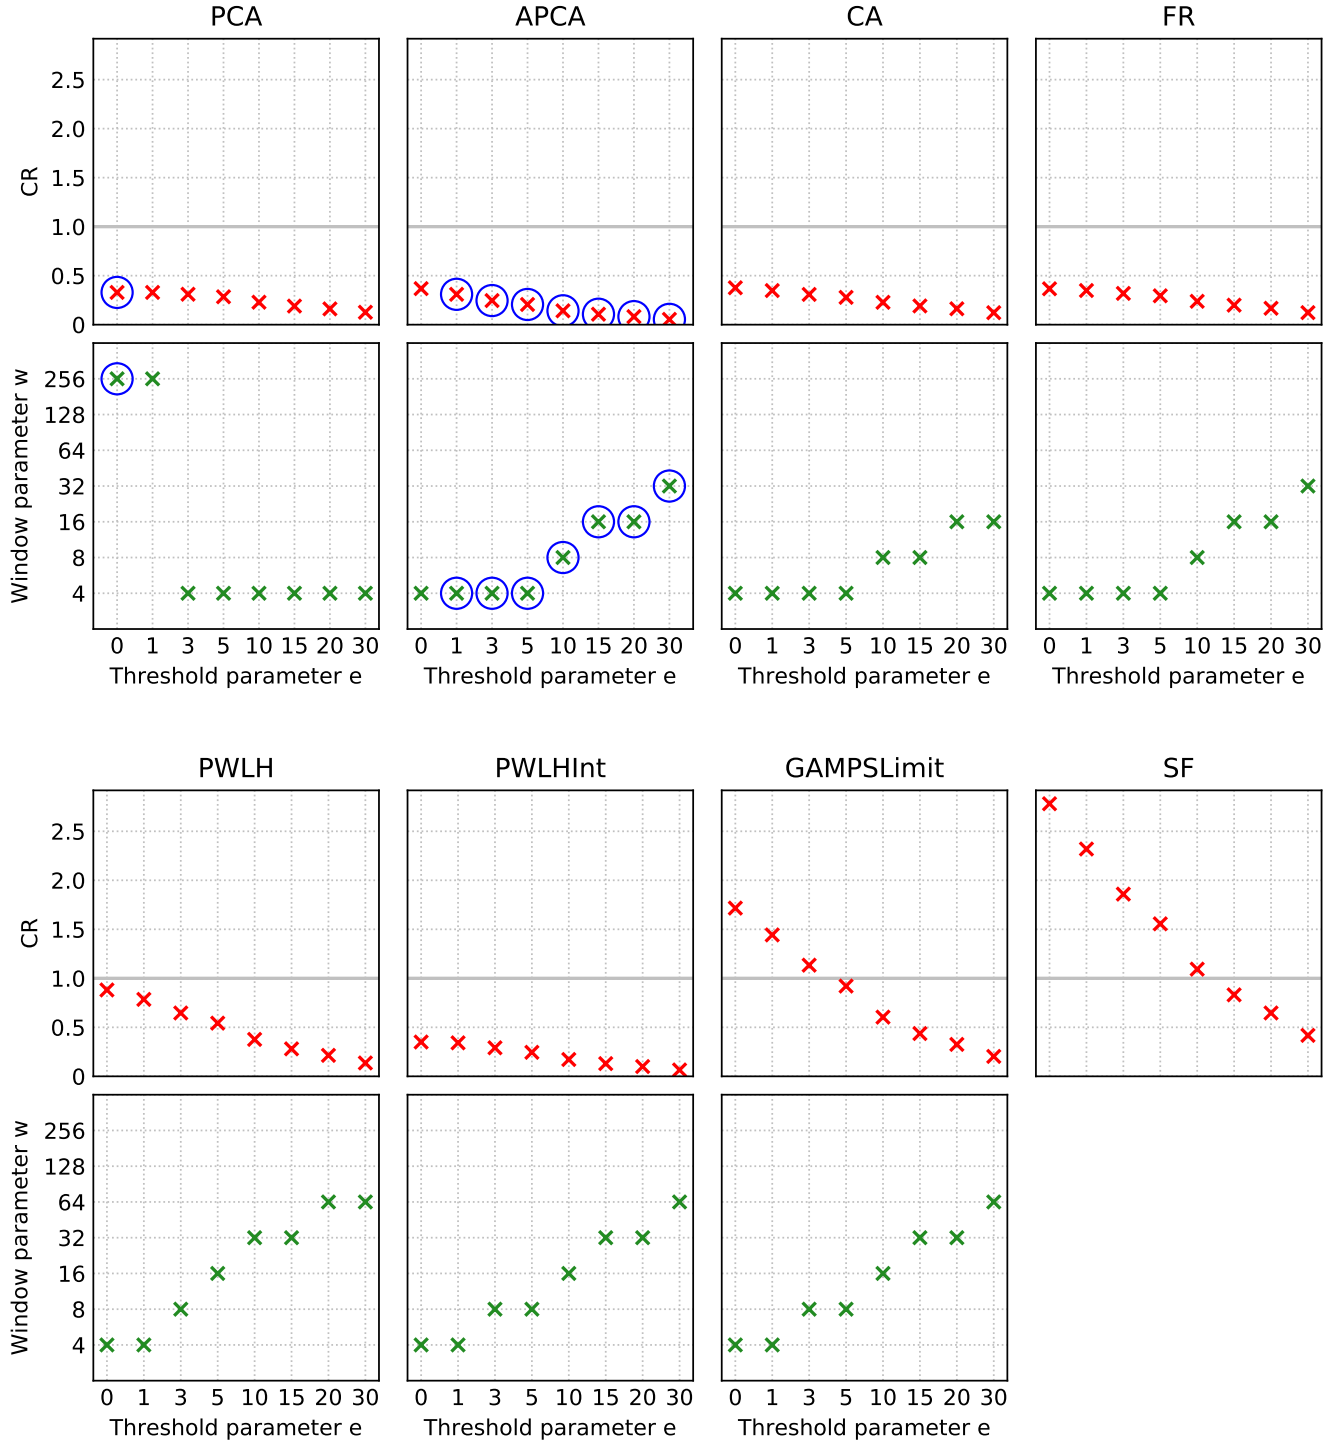 PCA APCA CA FR
CR
2.5
2.0
1.5
1.0
0.5
0
Window parameter w
256
128
64
32
16
8
4
0 1 3 5 10 15 20 30 0 1 3 5 10 15 20 30 0 1 3 5 10 15 20 30 0 1 3 5 10 15 20 30
Threshold parameter e Threshold parameter e Threshold parameter e Threshold parameter e
PWLH PWLHInt GAMPSLimit SF
CR
2.5
2.0
1.5
1.0
0.5
0
Window parameter w
256
128
64
32
16
8
4
0 1 3 5 10 15 20 30 0 1 3 5 10 15 20 30 0 1 3 5 10 15 20 30
Threshold parameter e Threshold parameter e Threshold parameter e